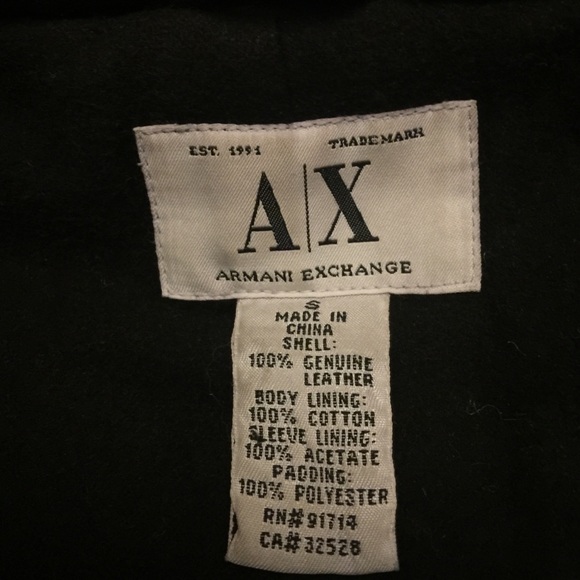 EST. 1991 TRADEMARK
A|X
ARMANI EXCHANGE
S
MADE IN
CHINA
SHELL:
100% GENUINE
LEATHER
BODY LINING:
100% COTTON
SLEEVE LINING:
100% ACETATE
PADDING:
100% POLYESTER
RN# 91714
CA# 32528